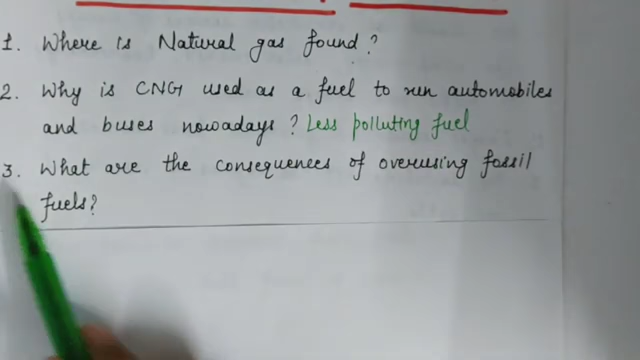 1. Where is Natural gas found?
2. Why is CNG used as a fuel to run automobiles
and buses nowadays? Less polluting fuel
3. What are the consequences of overusing fossil
fuels?